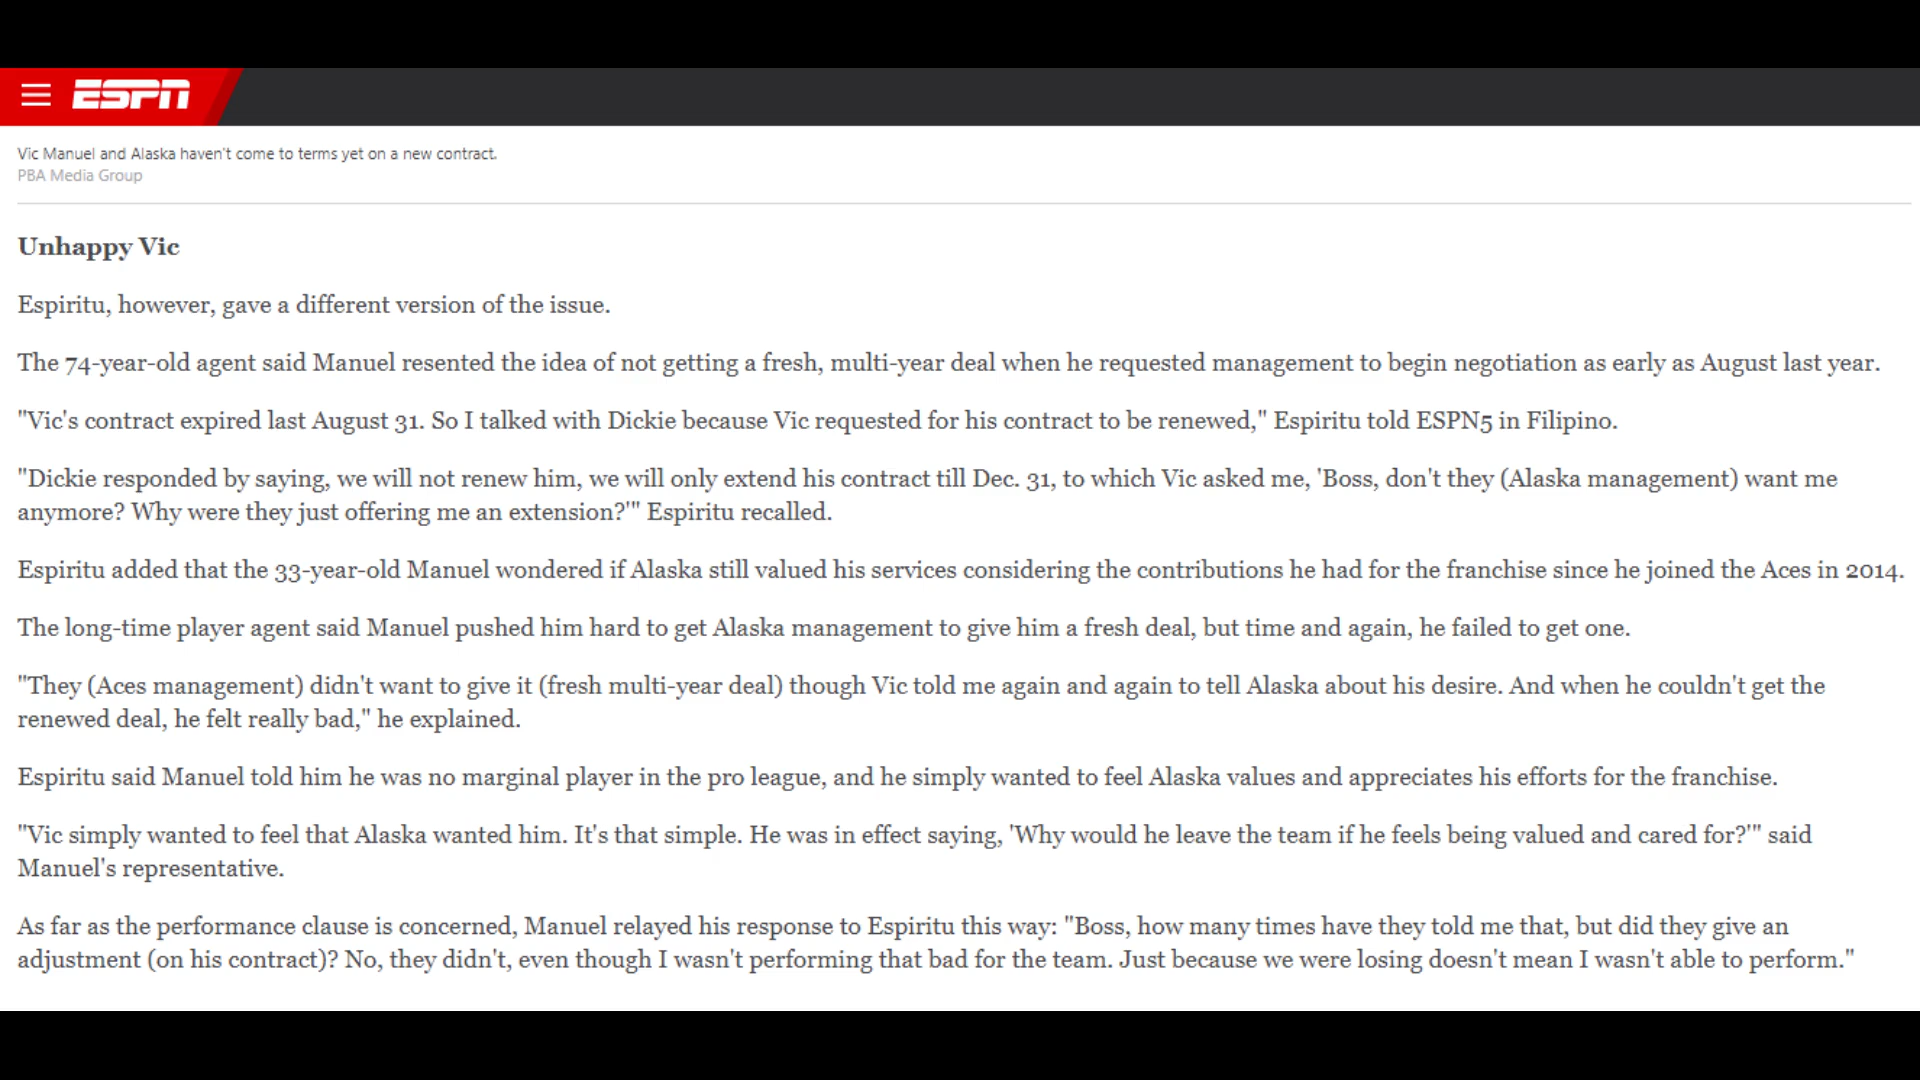 ESPN
Vic Manuel and Alaska haven't come to terms yet on a new contract.
PBA Media Group
Unhappy Vic
Espiritu, however, gave a different version of the issue.
The 74-year-old agent said Manuel resented the idea of not getting a fresh, multi-year deal when he requested management to begin negotiation as early as August last year.
"Vic's contract expired last August 31. So I talked with Dickie because Vic requested for his contract to be renewed," Espiritu told ESPN5 in Filipino.
"Dickie responded by saying, we will not renew him, we will only extend his contract till Dec. 31, to which Vic asked me, 'Boss, don't they (Alaska management) want me
anymore? Why were they just offering me an extension?'" Espiritu recalled.
Espiritu added that the 33-year-old Manuel wondered if Alaska still valued his services considering the contributions he had for the franchise since he joined the Aces in 2014.
The long-time player agent said Manuel pushed him hard to get Alaska management to give him a fresh deal, but time and again, he failed to get one.
"They (Aces management) didn't want to give it (fresh multi-year deal) though Vic told me again and again to tell Alaska about his desire. And when he couldn't get the
renewed deal, he felt really bad," he explained.
Espiritu said Manuel told him he was no marginal player in the pro league, and he simply wanted to feel Alaska values and appreciates his efforts for the franchise.
"Vic simply wanted to feel that Alaska wanted him. It's that simple. He was in effect saying, 'Why would he leave the team if he feels being valued and cared for?'" said
Manuel's representative.
As far as the performance clause is concerned, Manuel relayed his response to Espiritu this way: "Boss, how many times have they told me that, but did they give an
adjustment (on his contract)? No, they didn't, even though I wasn't performing that bad for the team. Just because we were losing doesn't mean I wasn't able to perform."